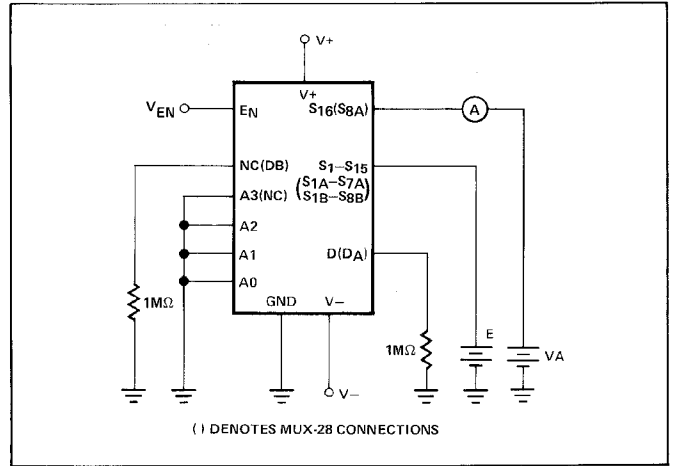 V+
V+
VEN
EN
S16(S8A)
A
NC(DB)
S1–S15
(S1A–S7A
S1B–S8B)
A3(NC)
A2
A1
D(DA)
A0
GND
V–
1MΩ
1MΩ
E
VA
V–
( ) DENOTES MUX-28 CONNECTIONS